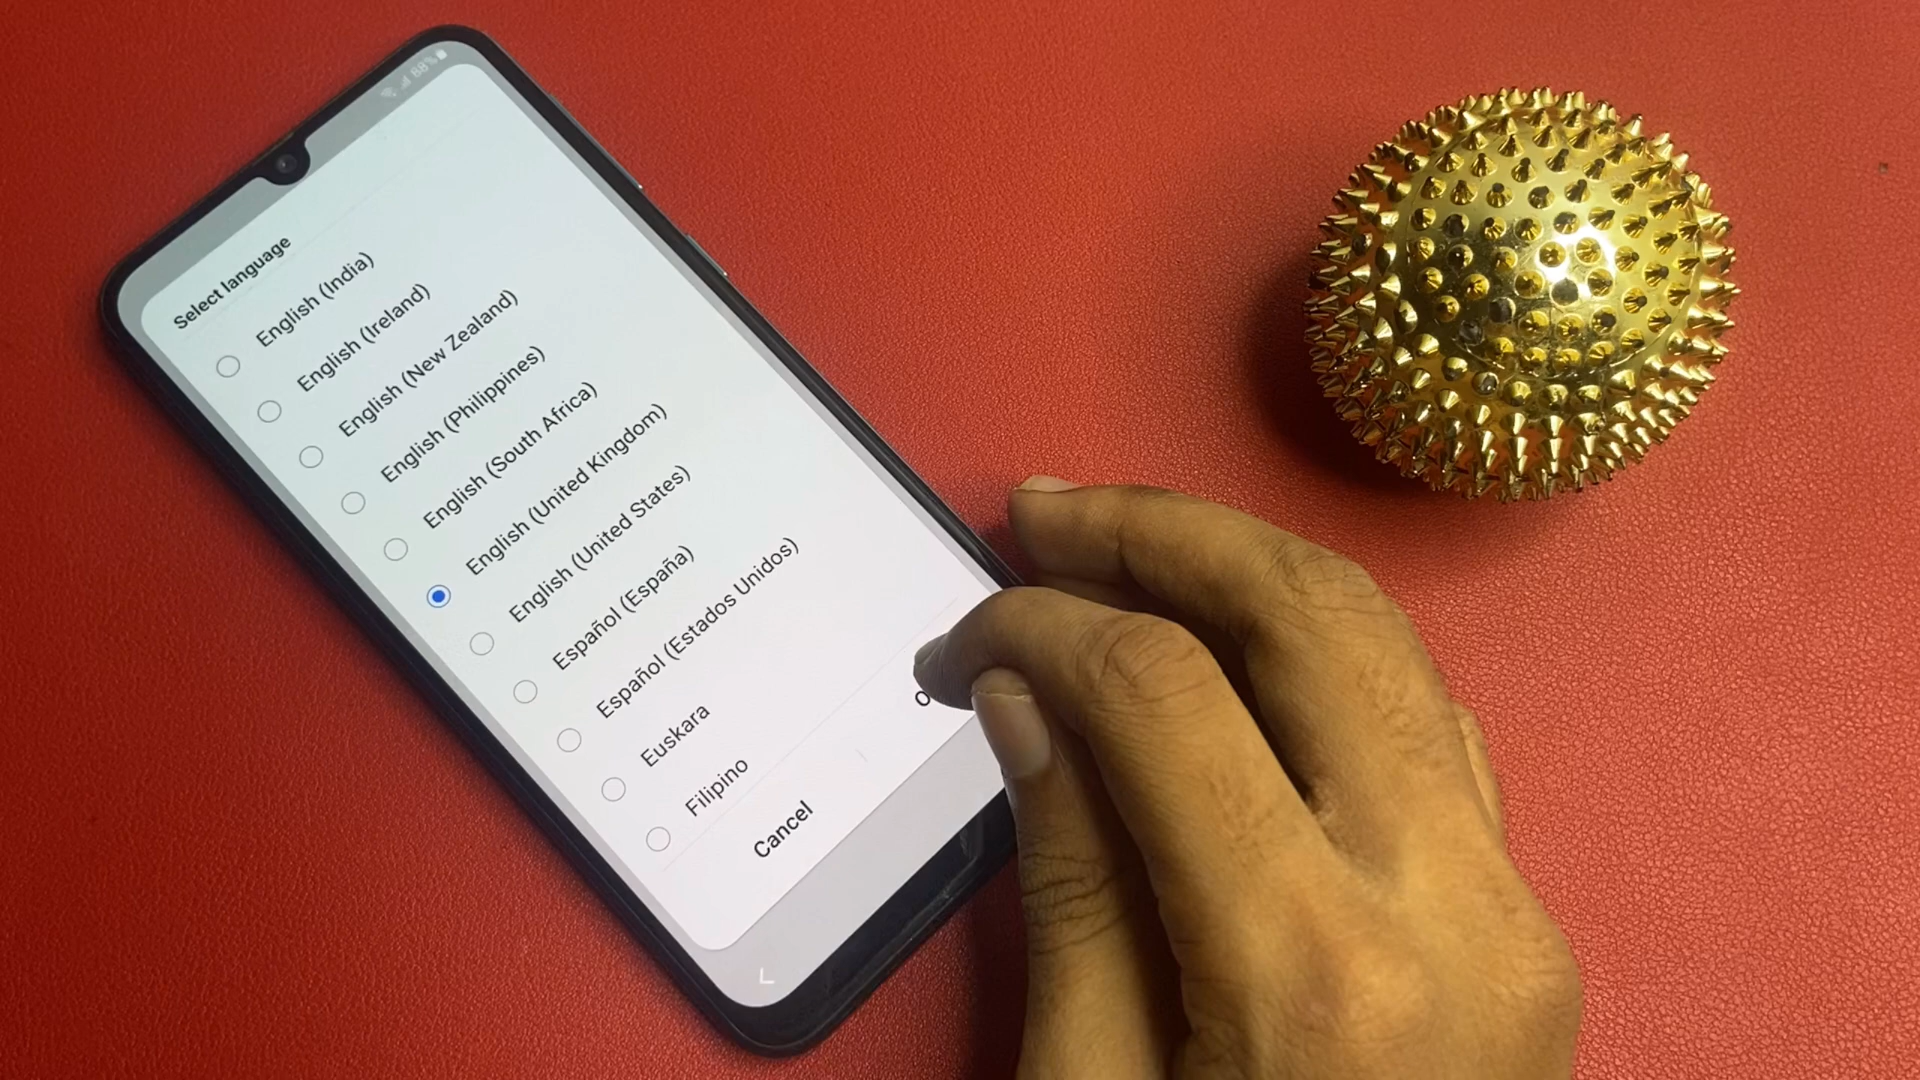 88%
Select language
English (India)
English (Ireland)
English (New Zealand)
English (Philippines)
English (South Africa)
English (United Kingdom)
English (United States)
Español (España)
Español (Estados Unidos)
Euskara
Filipino
Cancel